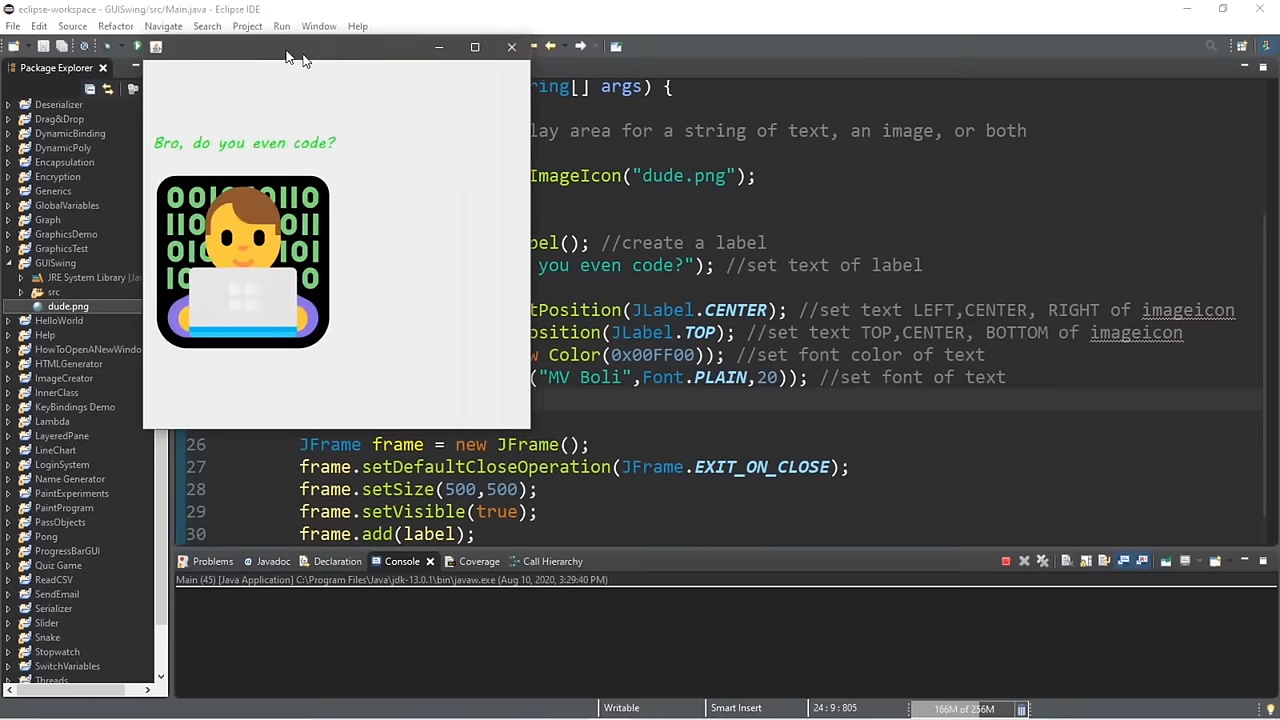 eclipse-workspace - GUISwing/src/Main.java - Eclipse IDE
File Edit Source Refactor Navigate Search Project Run Window Help
Package Explorer
Deserializer
Drag&Drop
DynamicBinding
DynamicPoly
Encapsulation
Encryption
Generics
GlobalVariables
Graph
GraphicsDemo
GraphicsTest
GUISwing
JRE System Library [Jav
src
dude.png
HelloWorld
Help
HowToOpenANewWindo
HTMLGenerator
ImageCreator
InnerClass
KeyBindings Demo
Lambda
LayeredPane
LineChart
LoginSystem
Name Generator
PaintExperiments
PaintProgram
PassObjects
Pong
ProgressBarGUI
Quiz Game
ReadCSV
SendEmail
Serializer
Slider
Snake
Stopwatch
SwitchVariables
Threads
Bro, do you even code?
ring[] args) {
lay area for a string of text, an image, or both
ImageIcon("dude.png");
bel(); //create a label
you even code?"); //set text of label
tPosition(JLabel.CENTER); //set text LEFT,CENTER, RIGHT of imageicon
osition(JLabel.TOP); //set text TOP,CENTER, BOTTOM of imageicon
w Color(0x00FF00)); //set font color of text
("MV Boli",Font.PLAIN,20)); //set font of text
26 JFrame frame = new JFrame();
27 frame.setDefaultCloseOperation(JFrame.EXIT_ON_CLOSE);
28 frame.setSize(500,500);
29 frame.setVisible(true);
30 frame.add(label);
Problems Javadoc Declaration Console Coverage Call Hierarchy
Main (45) [Java Application] C:\Program Files\Java\jdk-13.0.1\bin\javaw.exe (Aug 10, 2020, 3:29:40 PM)
Writable Smart Insert 24 : 9 : 805 166M of 256M